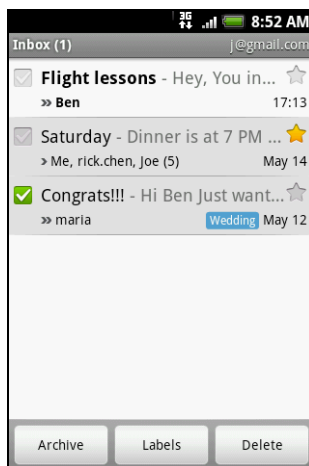 3G 8:52 AM
Inbox (1) j@gmail.com
Flight lessons - Hey, You in...
» Ben 17:13
Saturday - Dinner is at 7 PM ...
› Me, rick.chen, Joe (5) May 14
Congrats!!! - Hi Ben Just want...
» maria Wedding May 12
Archive Labels Delete